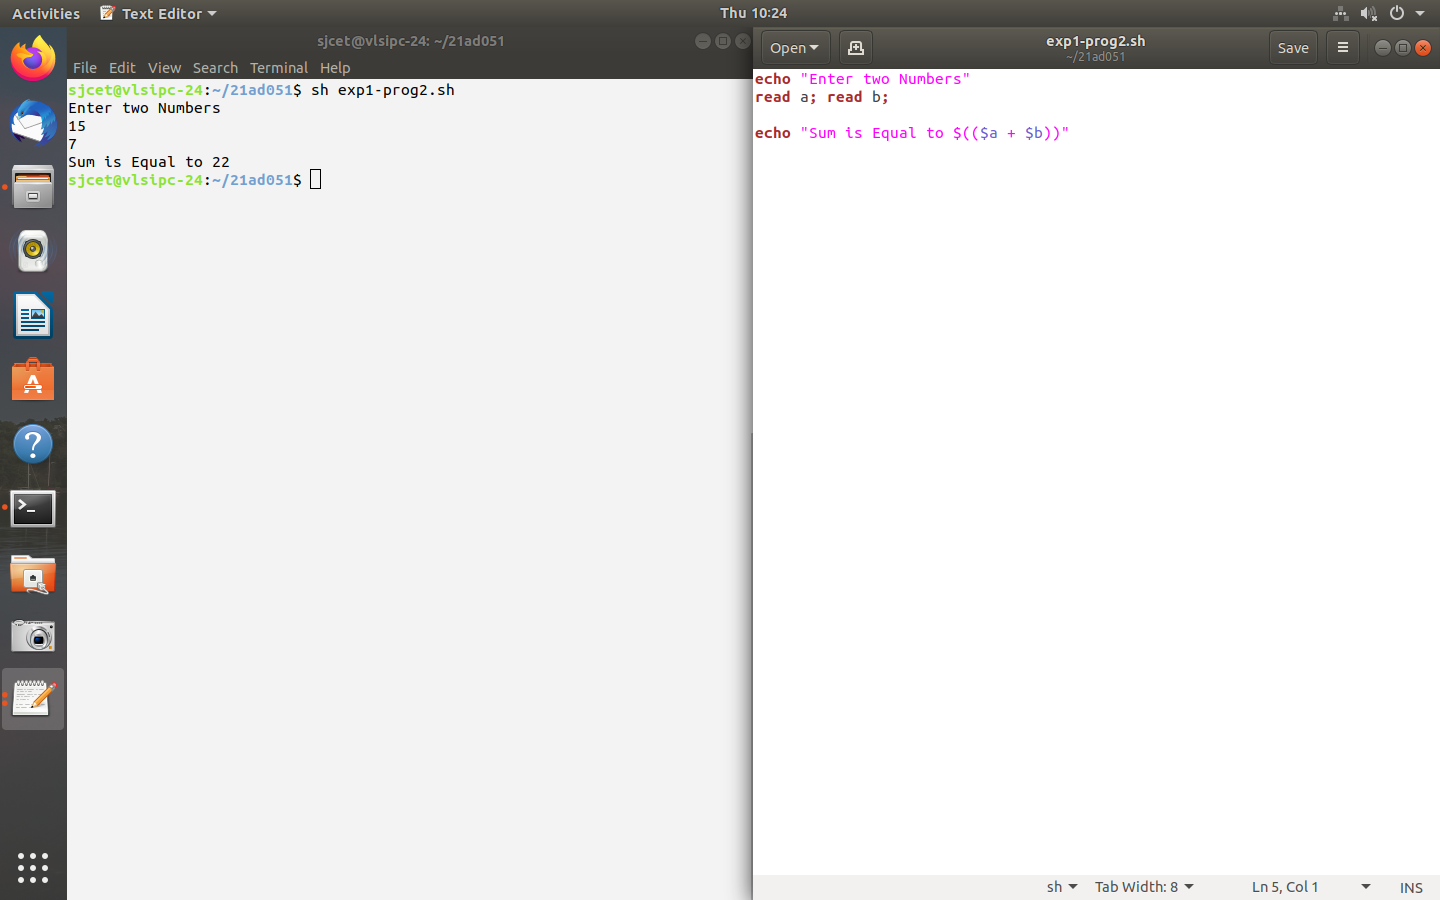 Activities Text Editor Thu 10:24
sjcet@vlsipc-24: ~/21ad051
File Edit View Search Terminal Help
sjcet@vlsipc-24:~/21ad051$ sh exp1-prog2.sh
Enter two Numbers
15
7
Sum is Equal to 22
sjcet@vlsipc-24:~/21ad051$
Open exp1-prog2.sh Save
~/21ad051
echo "Enter two Numbers"
read a; read b;
echo "Sum is Equal to $(($a + $b))"
sh Tab Width: 8 Ln 5, Col 1 INS